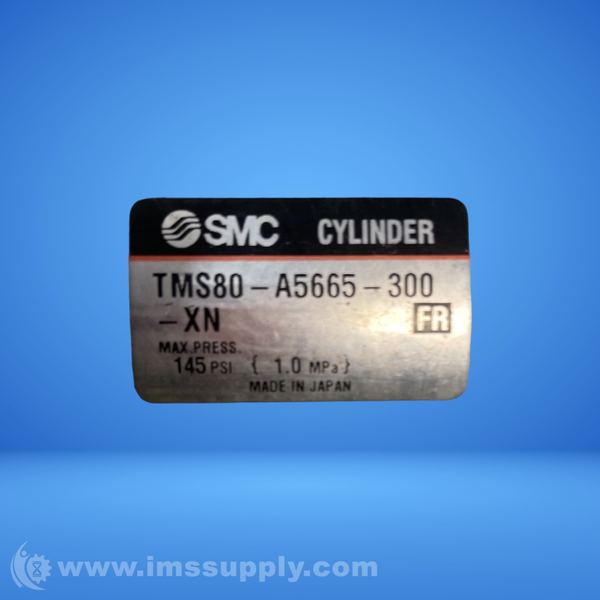 SMC CYLINDER
TMS80-A5665-300
-XN FR
MAX.PRESS.
145 PSI { 1.0 MPa }
MADE IN JAPAN
www.imssupply.com